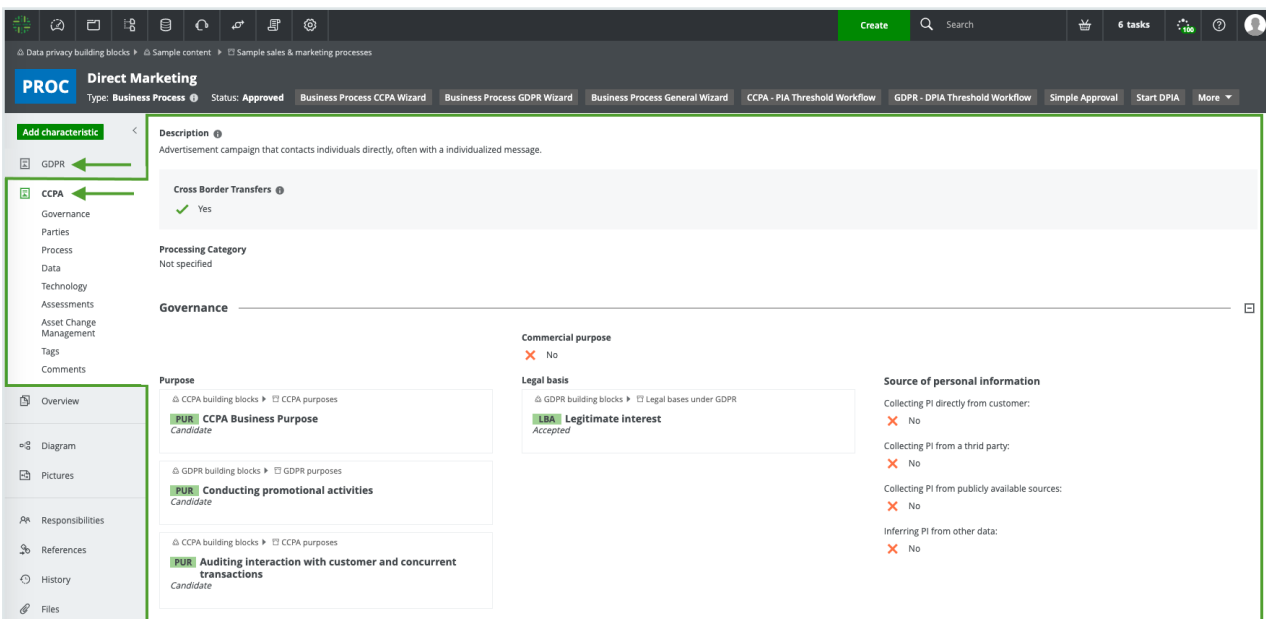 Create
Search
6 tasks
100
Data privacy building blocks Sample content Sample sales & marketing processes
PROC
Direct Marketing
Type: Business Process Status: Approved Business Process CCPA Wizard Business Process GDPR Wizard Business Process General Wizard CCPA - PIA Threshold Workflow GDPR - DPIA Threshold Workflow Simple Approval Start DPIA More
Add characteristic
GDPR
CCPA
Governance
Parties
Process
Data
Technology
Assessments
Asset Change
Management
Tags
Comments
Overview
Diagram
Pictures
Responsibilities
References
History
Files
Description
Advertisement campaign that contacts individuals directly, often with a individualized message.
Cross Border Transfers
Yes
Processing Category
Not specified
Governance
Commercial purpose
No
Purpose
CCPA building blocks CCPA purposes
PUR CCPA Business Purpose
Candidate
GDPR building blocks GDPR purposes
PUR Conducting promotional activities
Candidate
CCPA building blocks CCPA purposes
PUR Auditing interaction with customer and concurrent
transactions
Candidate
Legal basis
GDPR building blocks Legal bases under GDPR
LBA Legitimate interest
Accepted
Source of personal information
Collecting PI directly from customer:
No
Collecting PI from a thrid party:
No
Collecting PI from publicly available sources:
No
Inferring PI from other data:
No